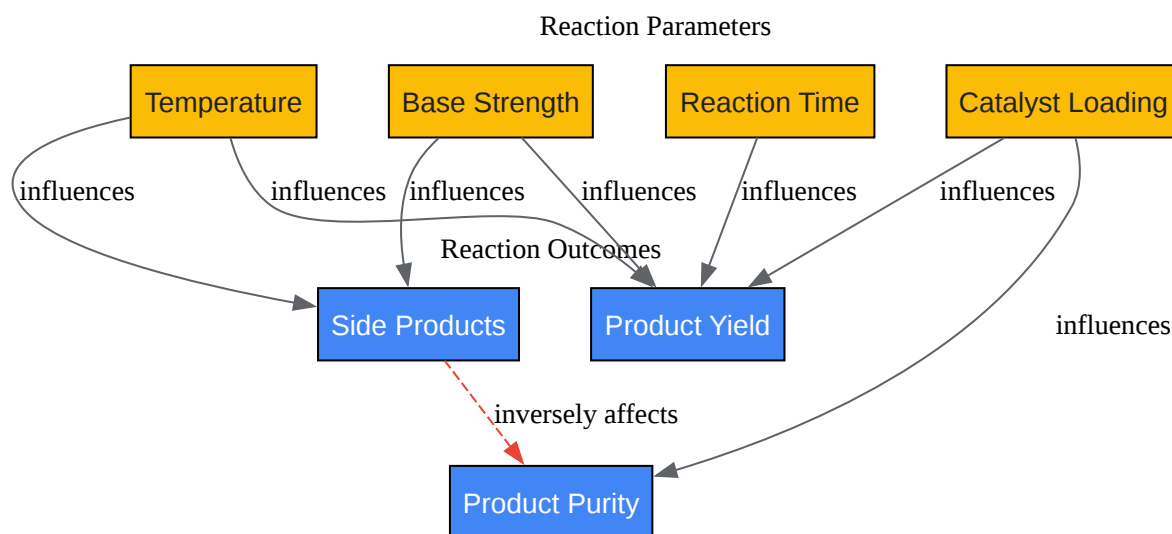 Reaction Parameters
Temperature
Base Strength
Reaction Time
Catalyst Loading
influences
influences
influences
influences
influences
influences
Reaction Outcomes
Side Products
Product Yield
influences
inversely affects
Product Purity